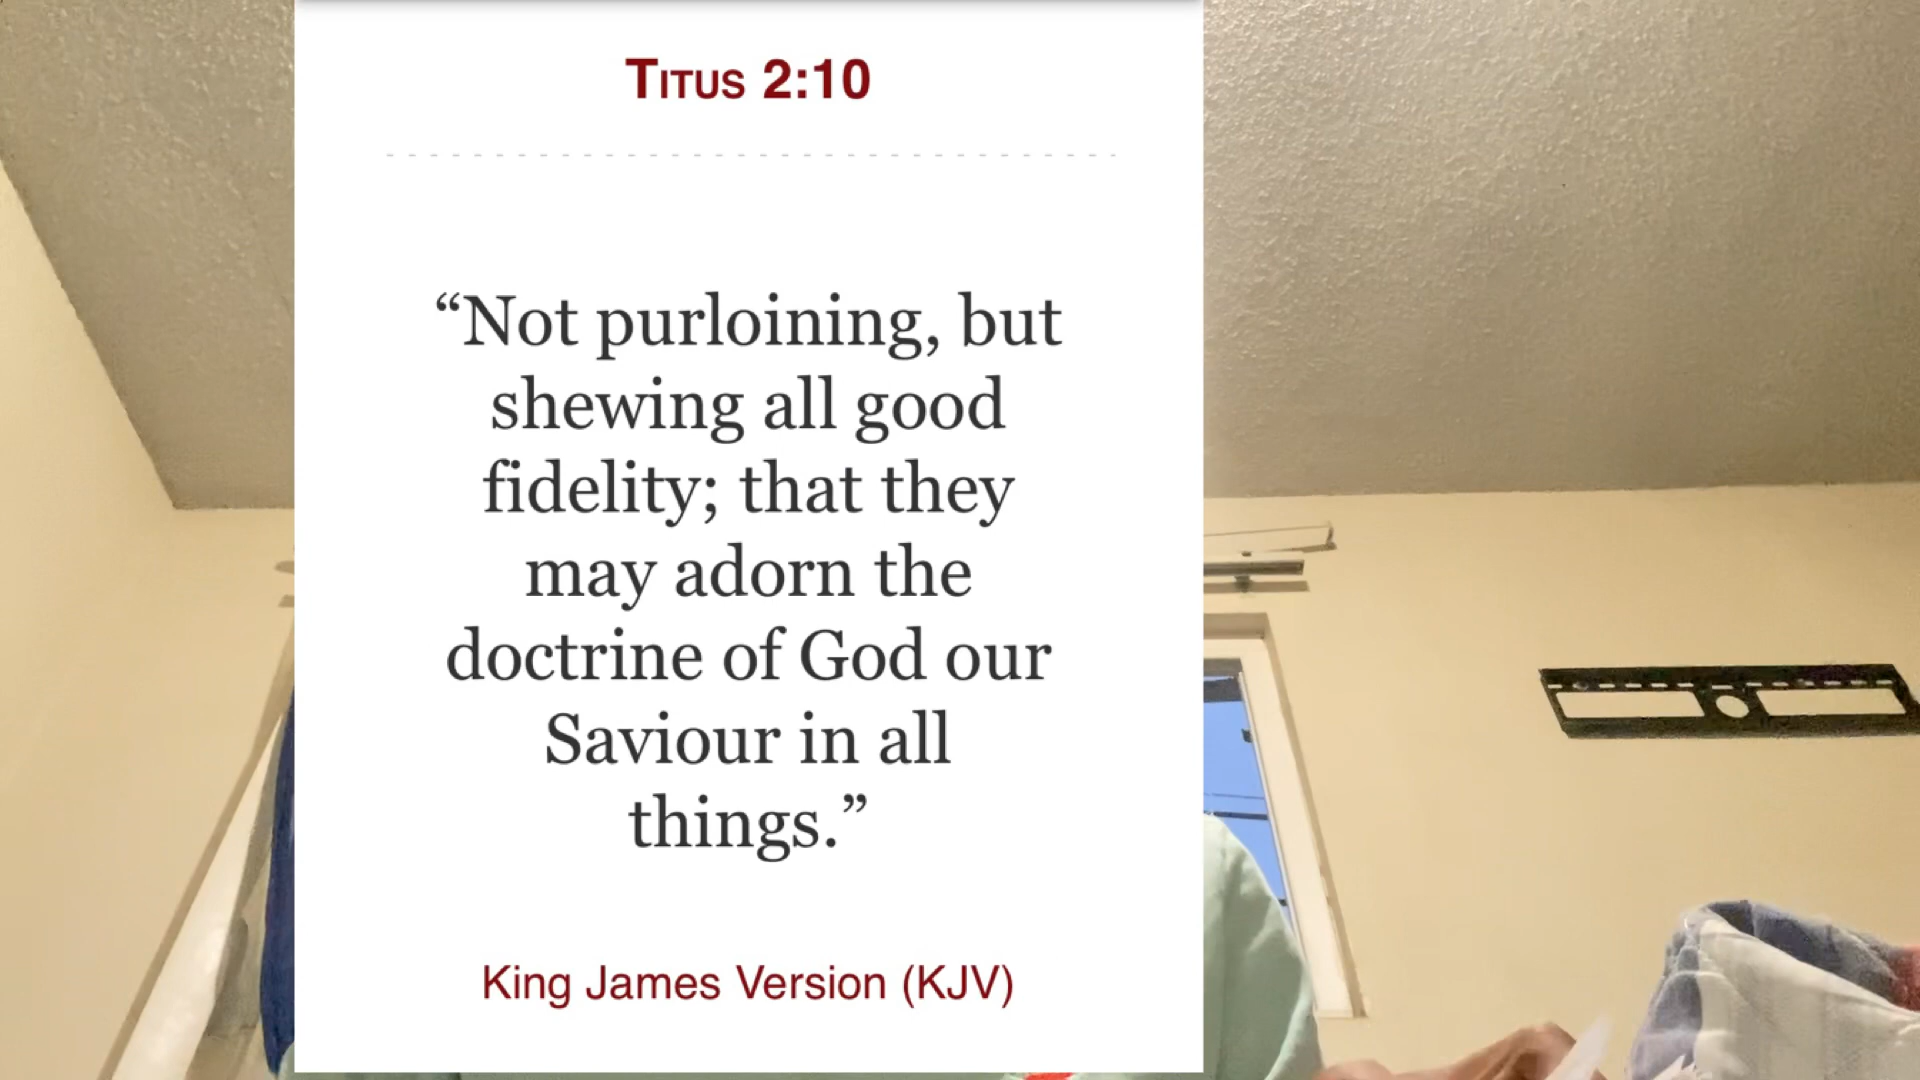 Titus 2:10
“Not purloining, but
shewing all good
fidelity; that they
may adorn the
doctrine of God our
Saviour in all
things.”
King James Version (KJV)